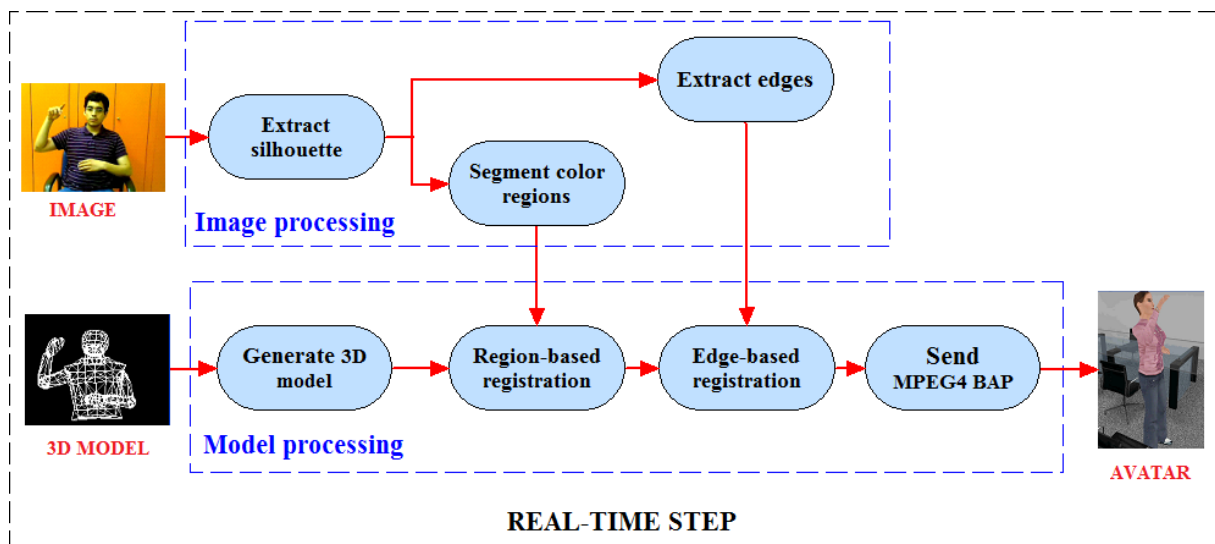 Extract edges
Extract
silhouette
Segment color
regions
IMAGE
Image processing
Generate 3D
model
Region-based
registration
Edge-based
registration
Send
MPEG4 BAP
3D MODEL
Model processing
AVATAR
REAL-TIME STEP